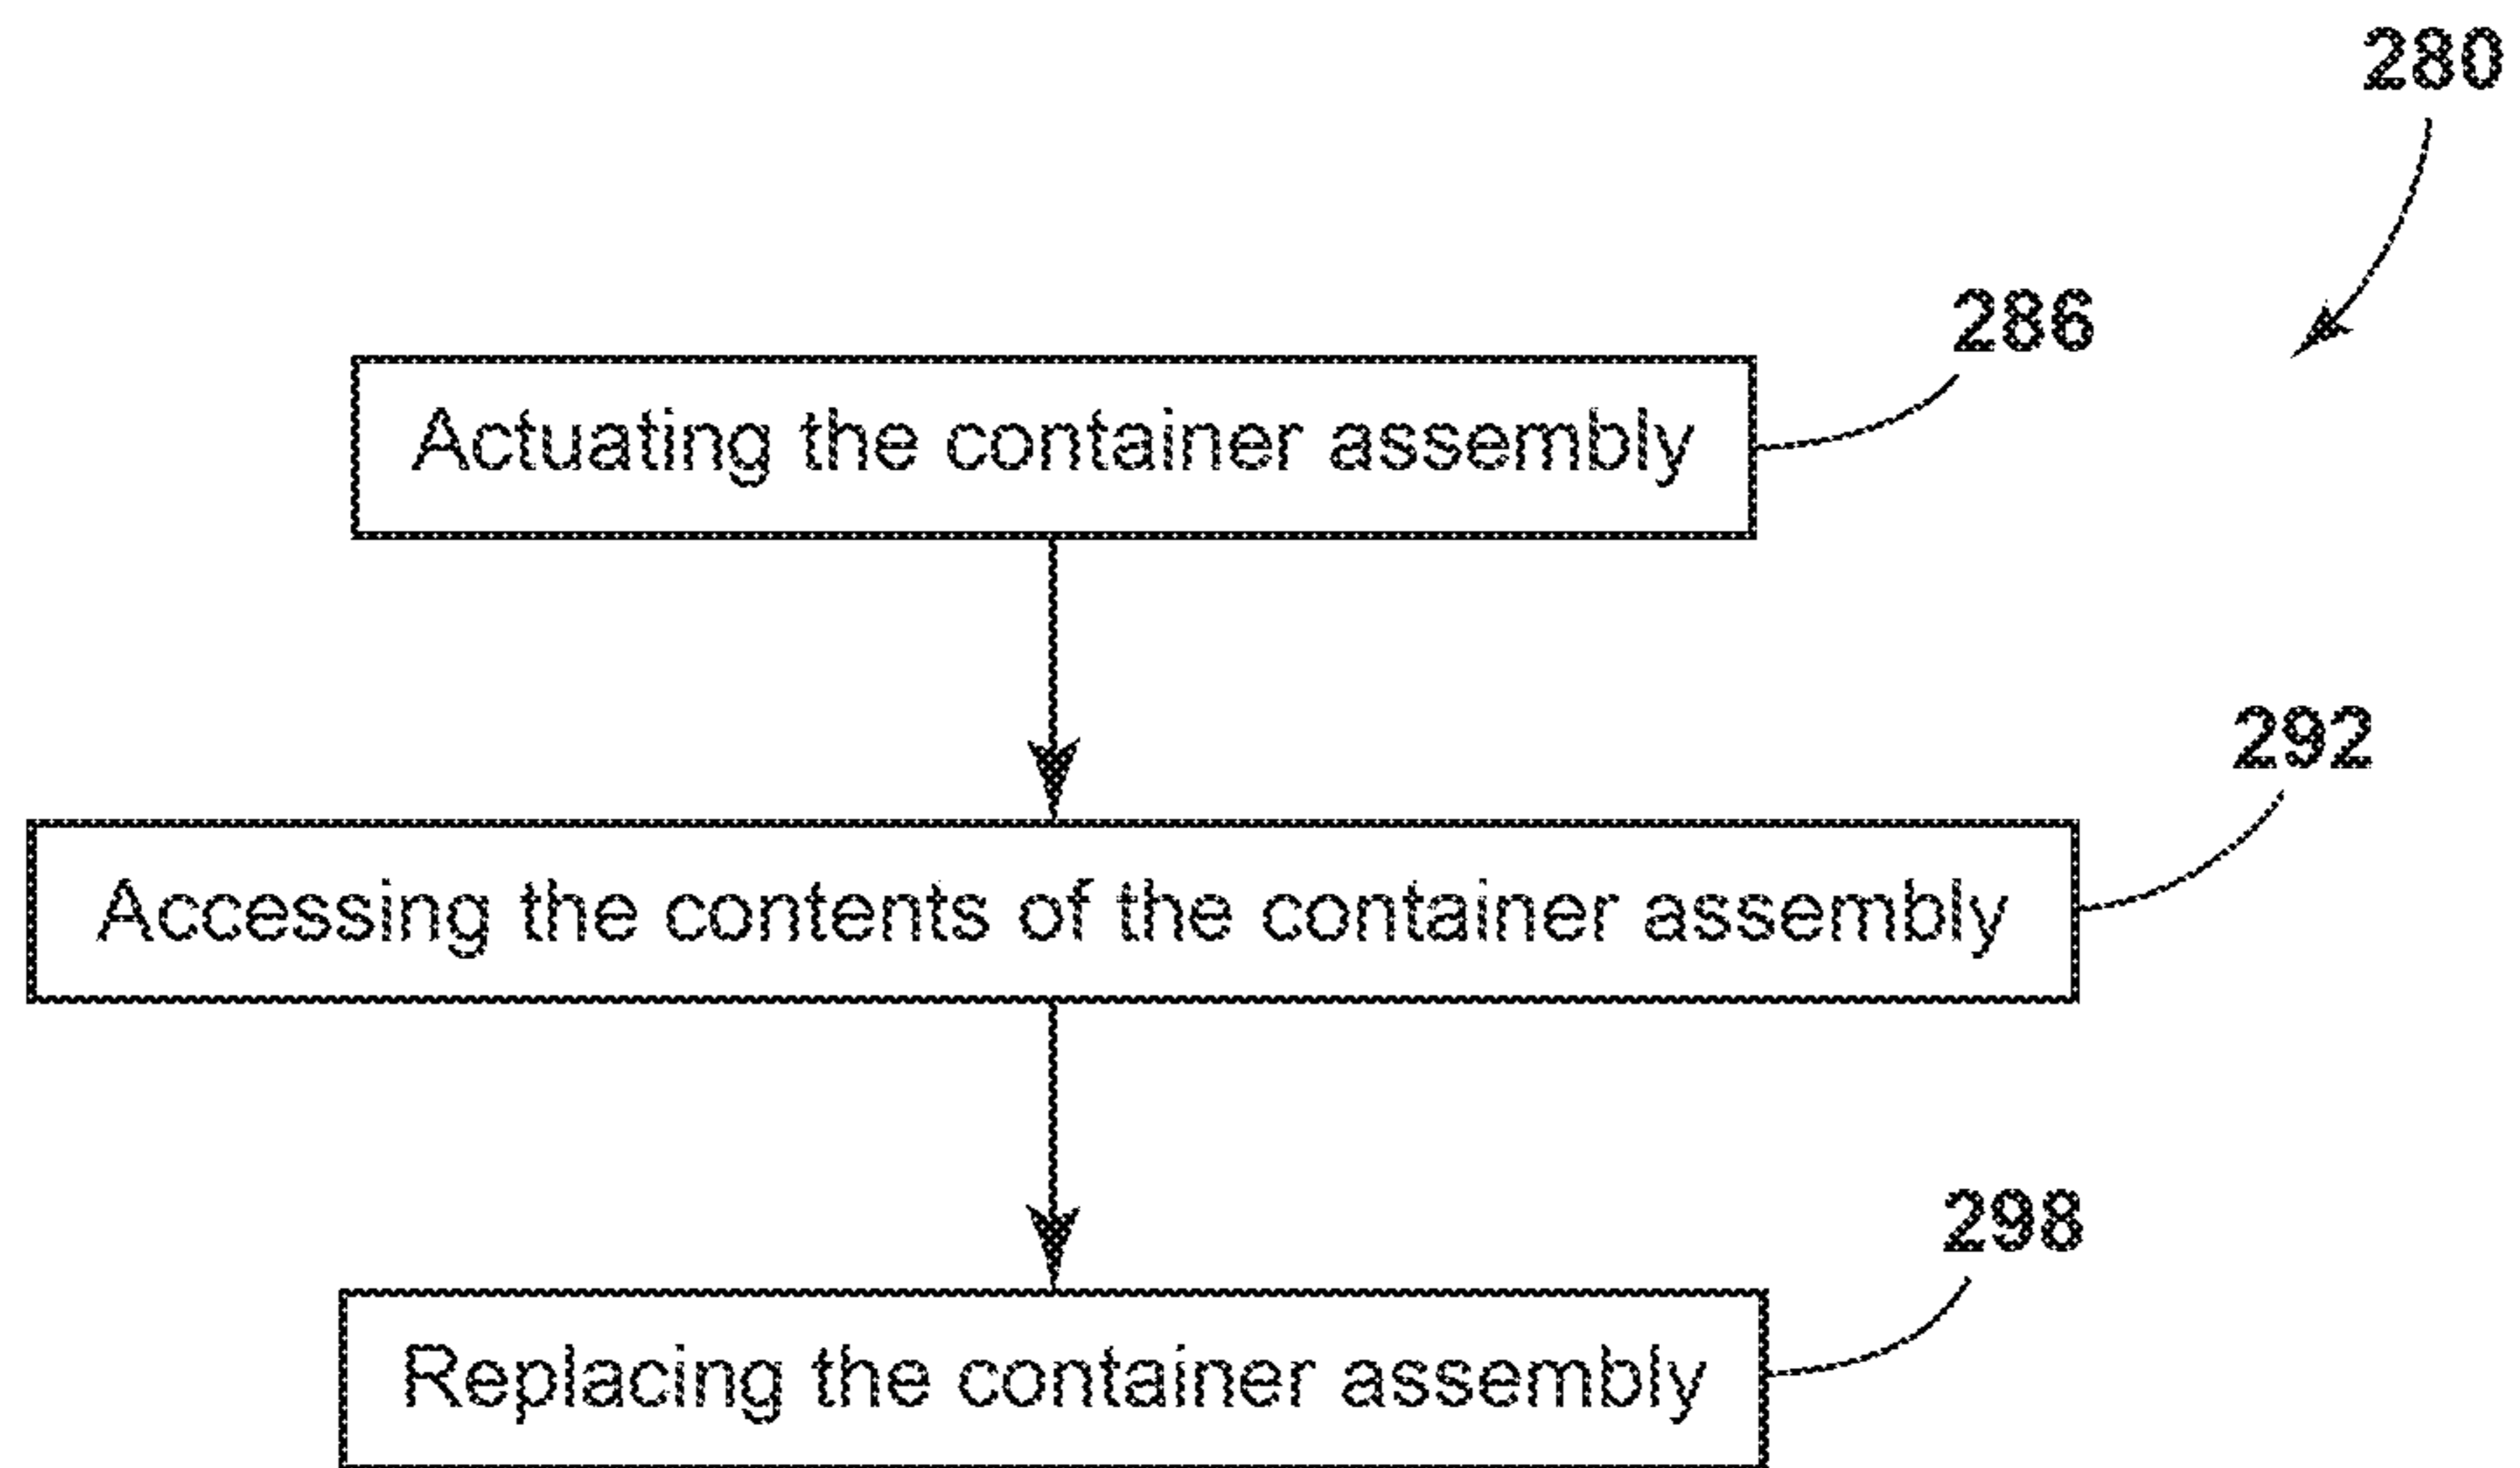 280
286
Actuating the container assembly
292
Accessing the contents of the container assembly
298
Replacing the container assembly